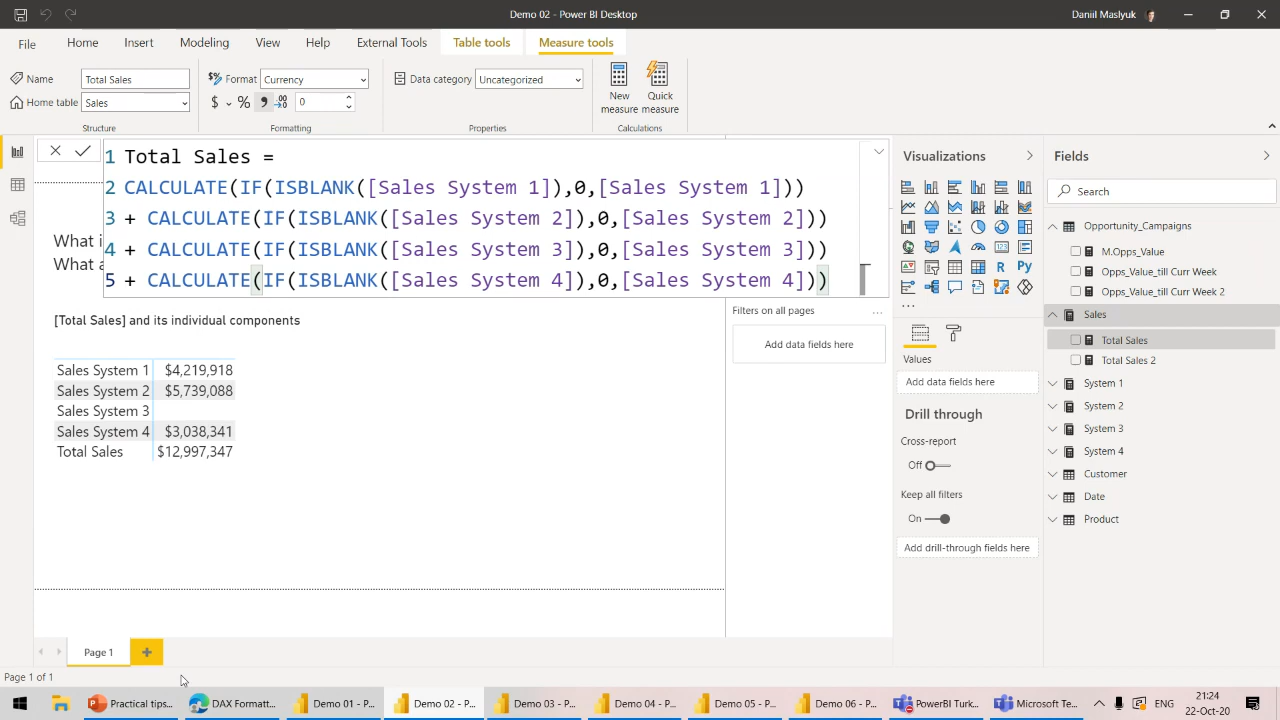 Demo 02 - Power BI Desktop
Daniil Maslyuk
File
Home
Insert
Modeling
View
Help
External Tools
Table tools
Measure tools
Name
Total Sales
Home table
Sales
Structure
Format
Currency
$
%
0
Formatting
Data category
Uncategorized
Properties
New
measure
Quick
measure
Calculations
1 Total Sales =
2 CALCULATE(IF(ISBLANK([Sales System 1]),0,[Sales System 1]))
3 + CALCULATE(IF(ISBLANK([Sales System 2]),0,[Sales System 2]))
4 + CALCULATE(IF(ISBLANK([Sales System 3]),0,[Sales System 3]))
5 + CALCULATE(IF(ISBLANK([Sales System 4]),0,[Sales System 4]))
What i
What a
[Total Sales] and its individual components
Sales System 1 $4,219,918
Sales System 2 $5,739,088
Sales System 3
Sales System 4 $3,038,341
Total Sales $12,997,347
Filters on all pages
...
Add data fields here
Visualizations
R
Py
...
Values
Add data fields here
Drill through
Cross-report
Off
Keep all filters
On
Add drill-through fields here
Fields
Search
Opportunity_Campaigns
M.Opps_Value
Opps_Value_till Curr Week
Opps_Value_till Curr Week 2
Sales
Total Sales
Total Sales 2
System 1
System 2
System 3
System 4
Customer
Date
Product
Page 1
Page 1 of 1
Practical tips...
DAX Formatt...
Demo 01 - P...
Demo 02 - P...
Demo 03 - P...
Demo 04 - P...
Demo 05 - P...
Demo 06 - P...
PowerBI Turk...
Microsoft Te...
ENG
21:24
22-Oct-20